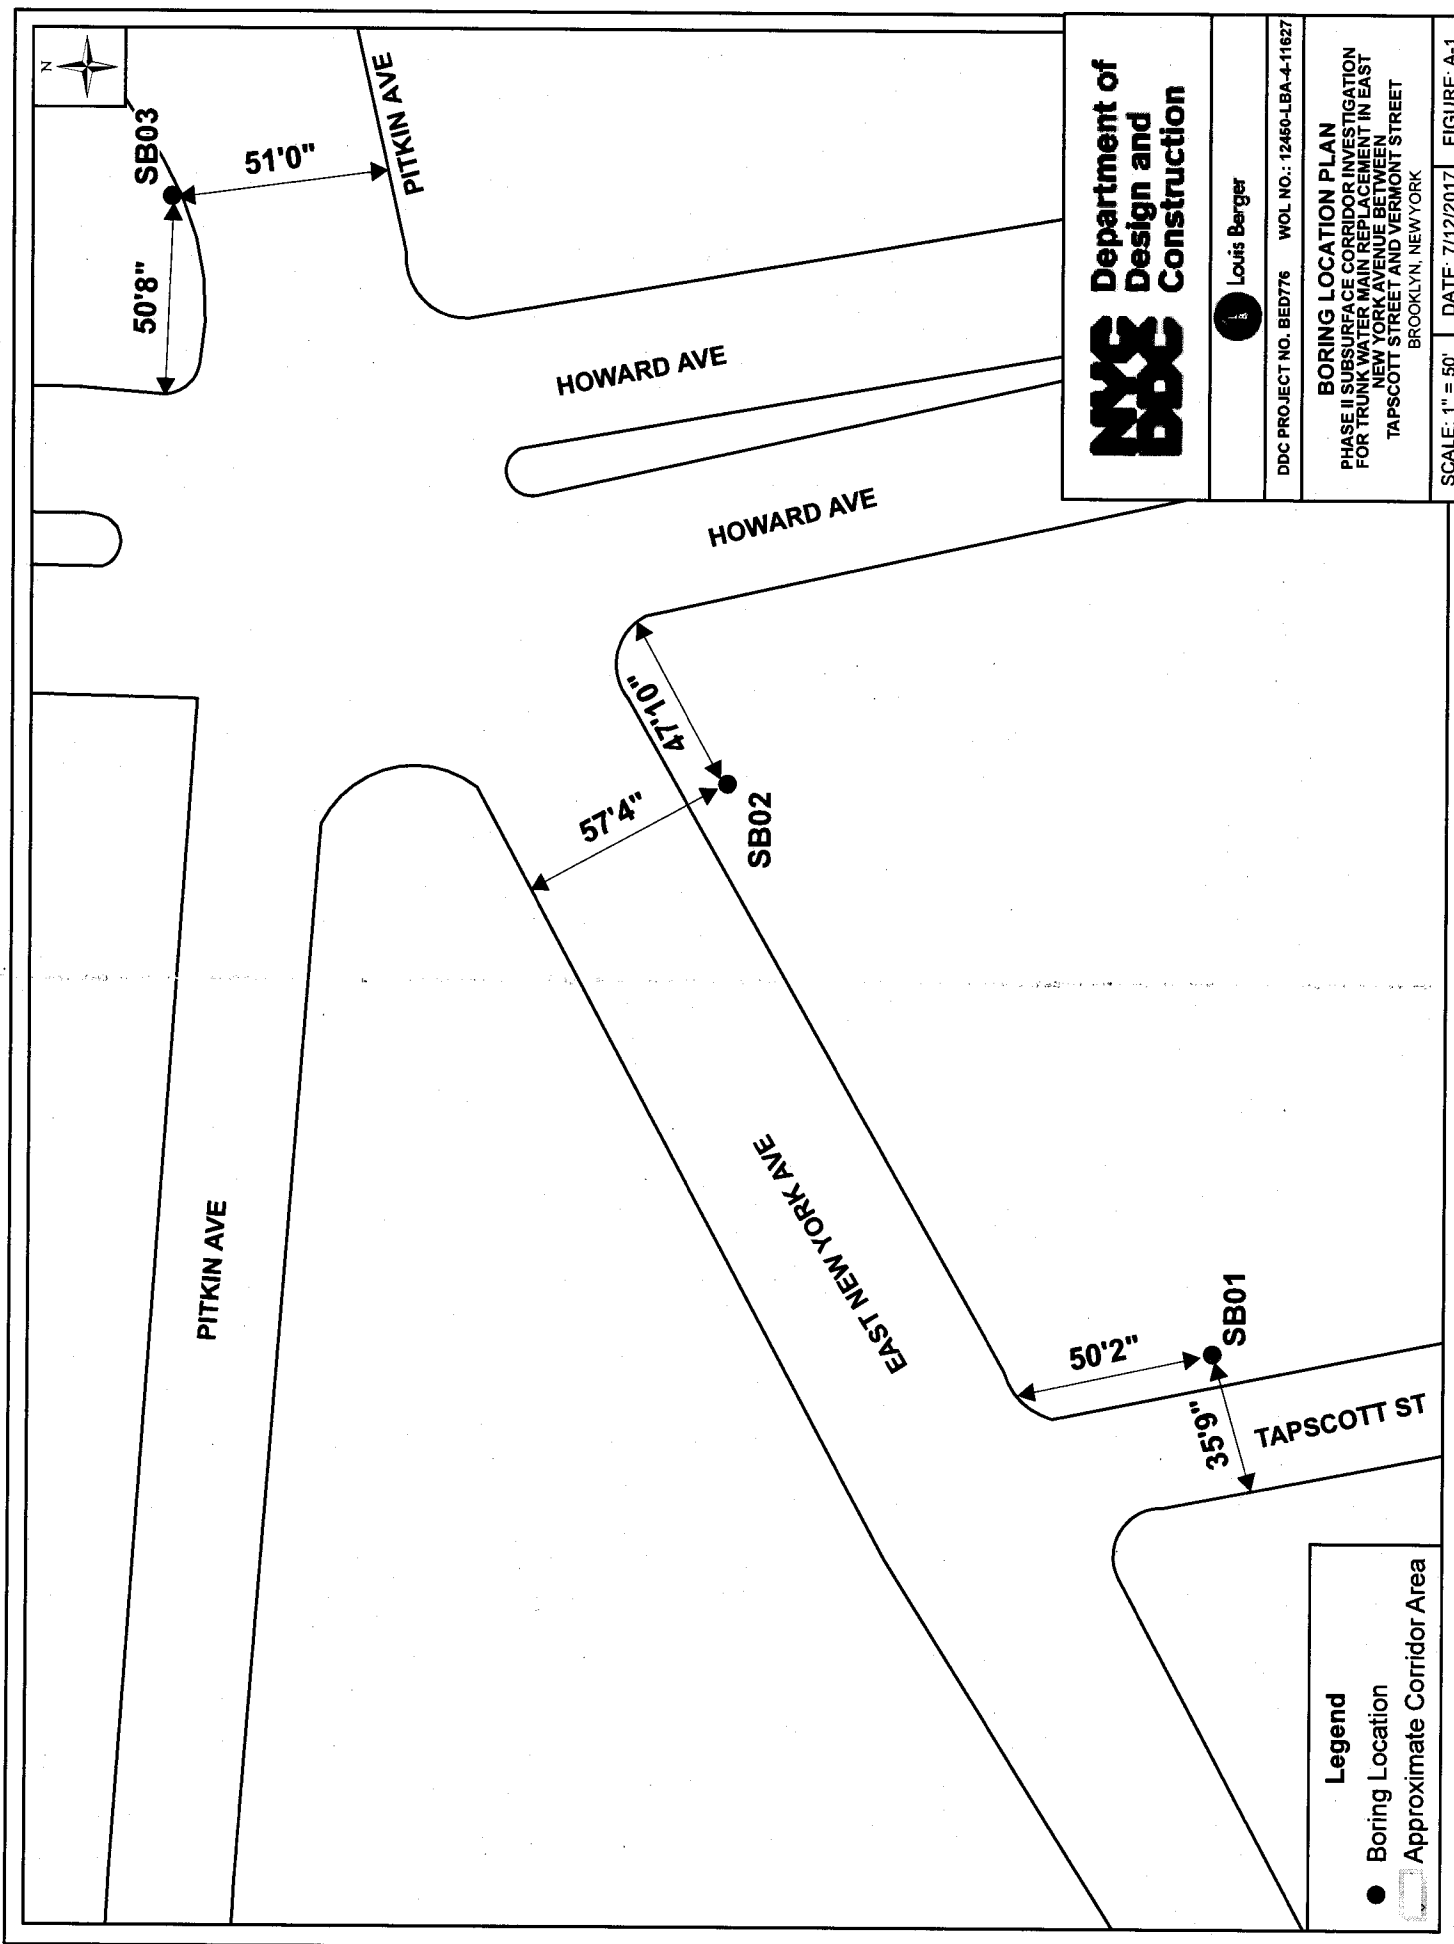 N
SB03
51'0"
PITKIN AVE
50'8"
HOWARD AVE
HOWARD AVE
47'10"
57'4"
SB02
PITKIN AVE
EAST NEW YORK AVE
50'2"
SB01
35'9"
TAPSCOTT ST
Legend
Boring Location
Approximate Corridor Area
NYC
DDC
Department of
Design and
Construction
Louis Berger
DDC PROJECT NO. BED776 WOL NO.: 12460-LBA-4-11627
BORING LOCATION PLAN
PHASE II SUBSURFACE CORRIDOR INVESTIGATION
FOR TRUNK WATER MAIN REPLACEMENT IN EAST
NEW YORK AVENUE BETWEEN
TAPSCOTT STREET AND VERMONT STREET
BROOKLYN, NEW YORK
SCALE: 1" = 50' DATE: 7/12/2017 FIGURE: A-1